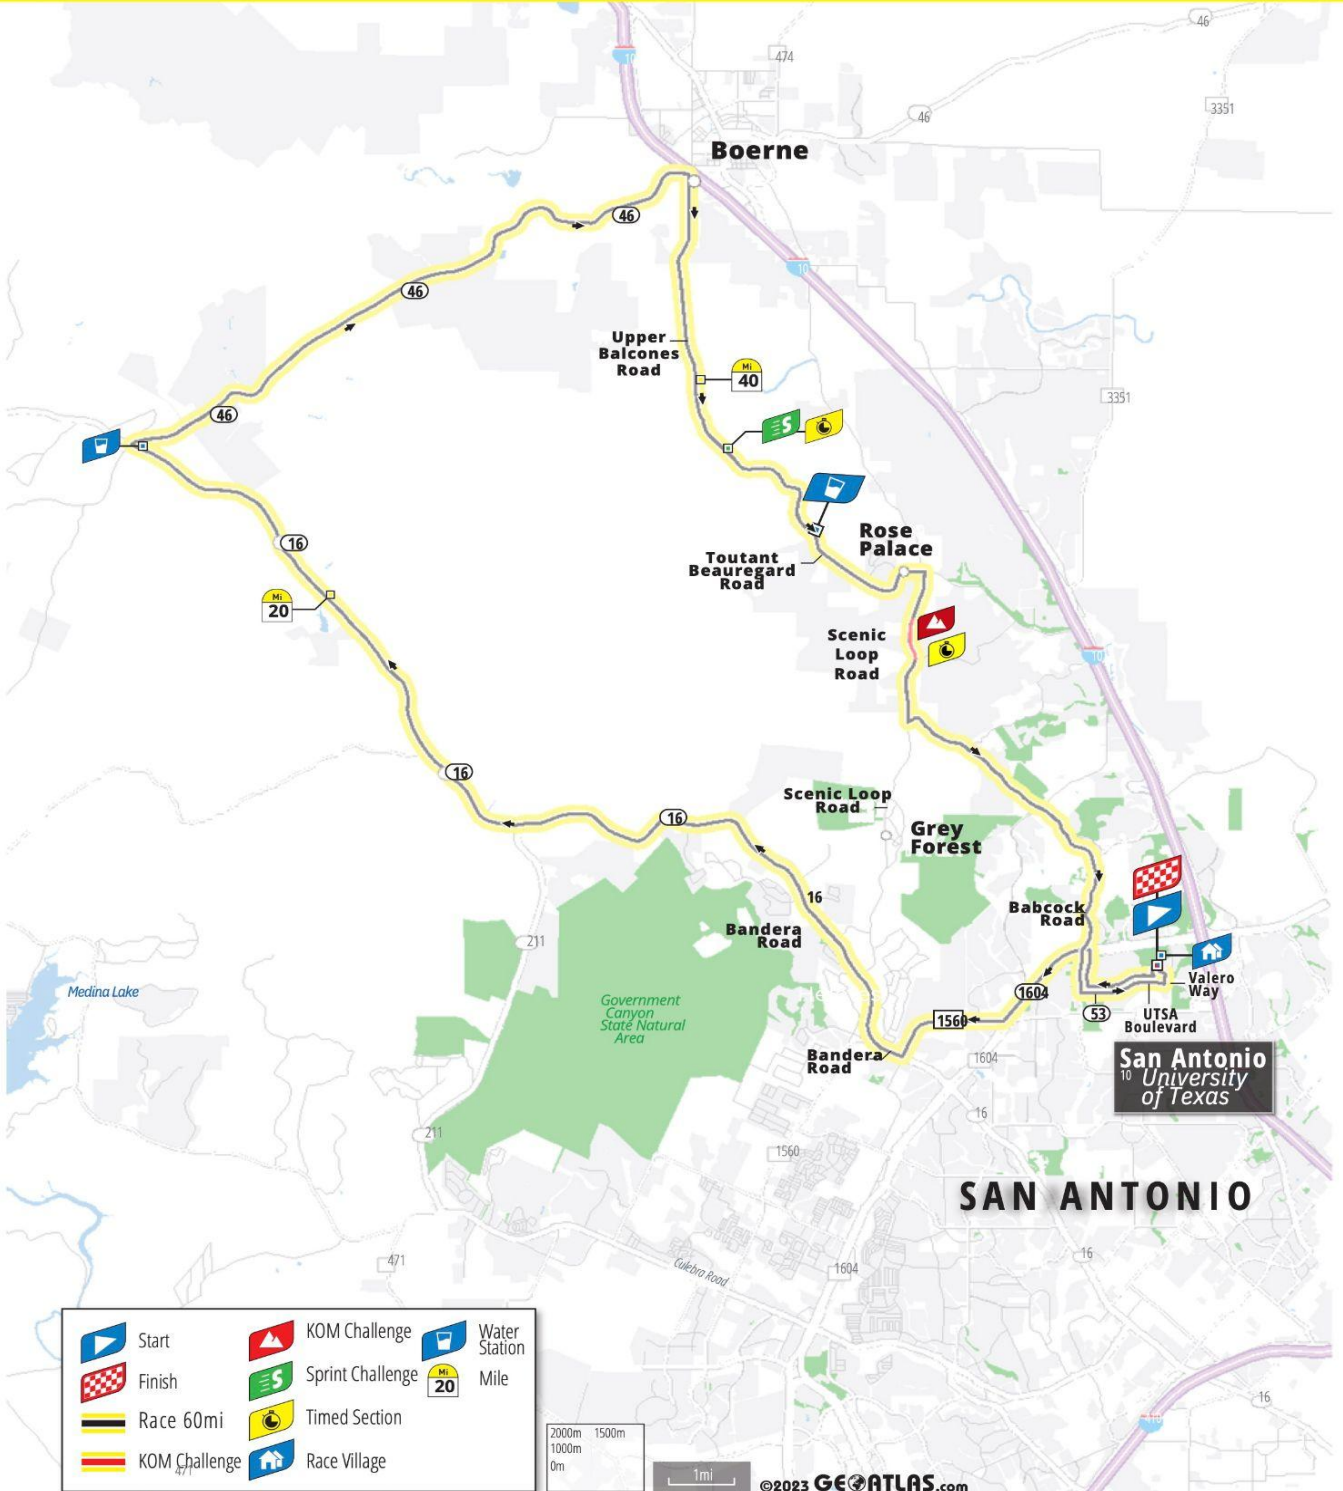 46
10
474
3351
46
Boerne
46
10
46
Upper
Balcones
Road
Mi
40
3351
46
S
16
Rose
Palace
Toutant
Beauregard
Road
Mi
20
Scenic
Loop
Road
10
16
Scenic Loop
Road
16
Grey
Forest
16
Babcock
Road
Bandera
Road
211
Medina Lake
Valero
Way
1604
Government
Canyon
State Natural
Area
53
UTSA
Boulevard
1560
Bandera
Road
1604
San Antonio
10 University
of Texas
16
211
1560
SAN ANTONIO
16
471
Culebra Road
1604
Start
KOM Challenge
Water
Station
Finish
S
Sprint Challenge
Mi
20
Mile
Race 60mi
Timed Section
KOM Challenge
Race Village
471
16
2000m 1500m
1000m
0m
1mi
©2023 GEOATLAS.com